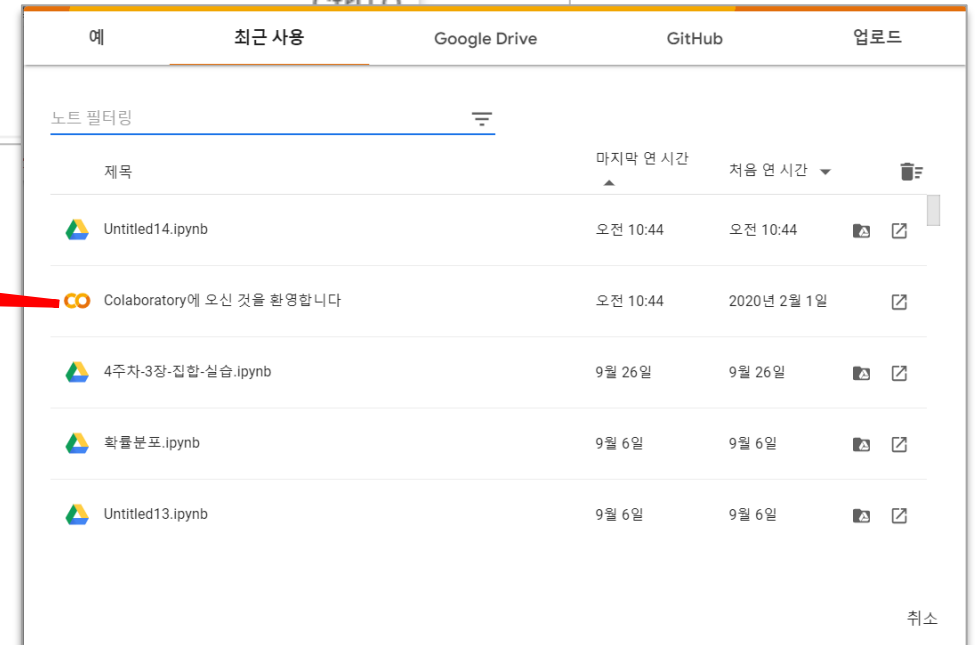 예 최근 사용 Google Drive GitHub 업로드
노트 필터링
제목 마지막 연 시간 처음 연 시간
Untitled14.ipynb 오전 10:44 오전 10:44
Colaboratory에 오신 것을 환영합니다 오전 10:44 2020년 2월 1일
4주차-3장-집합-실습.ipynb 9월 26일 9월 26일
확률분포.ipynb 9월 6일 9월 6일
Untitled13.ipynb 9월 6일 9월 6일
취소